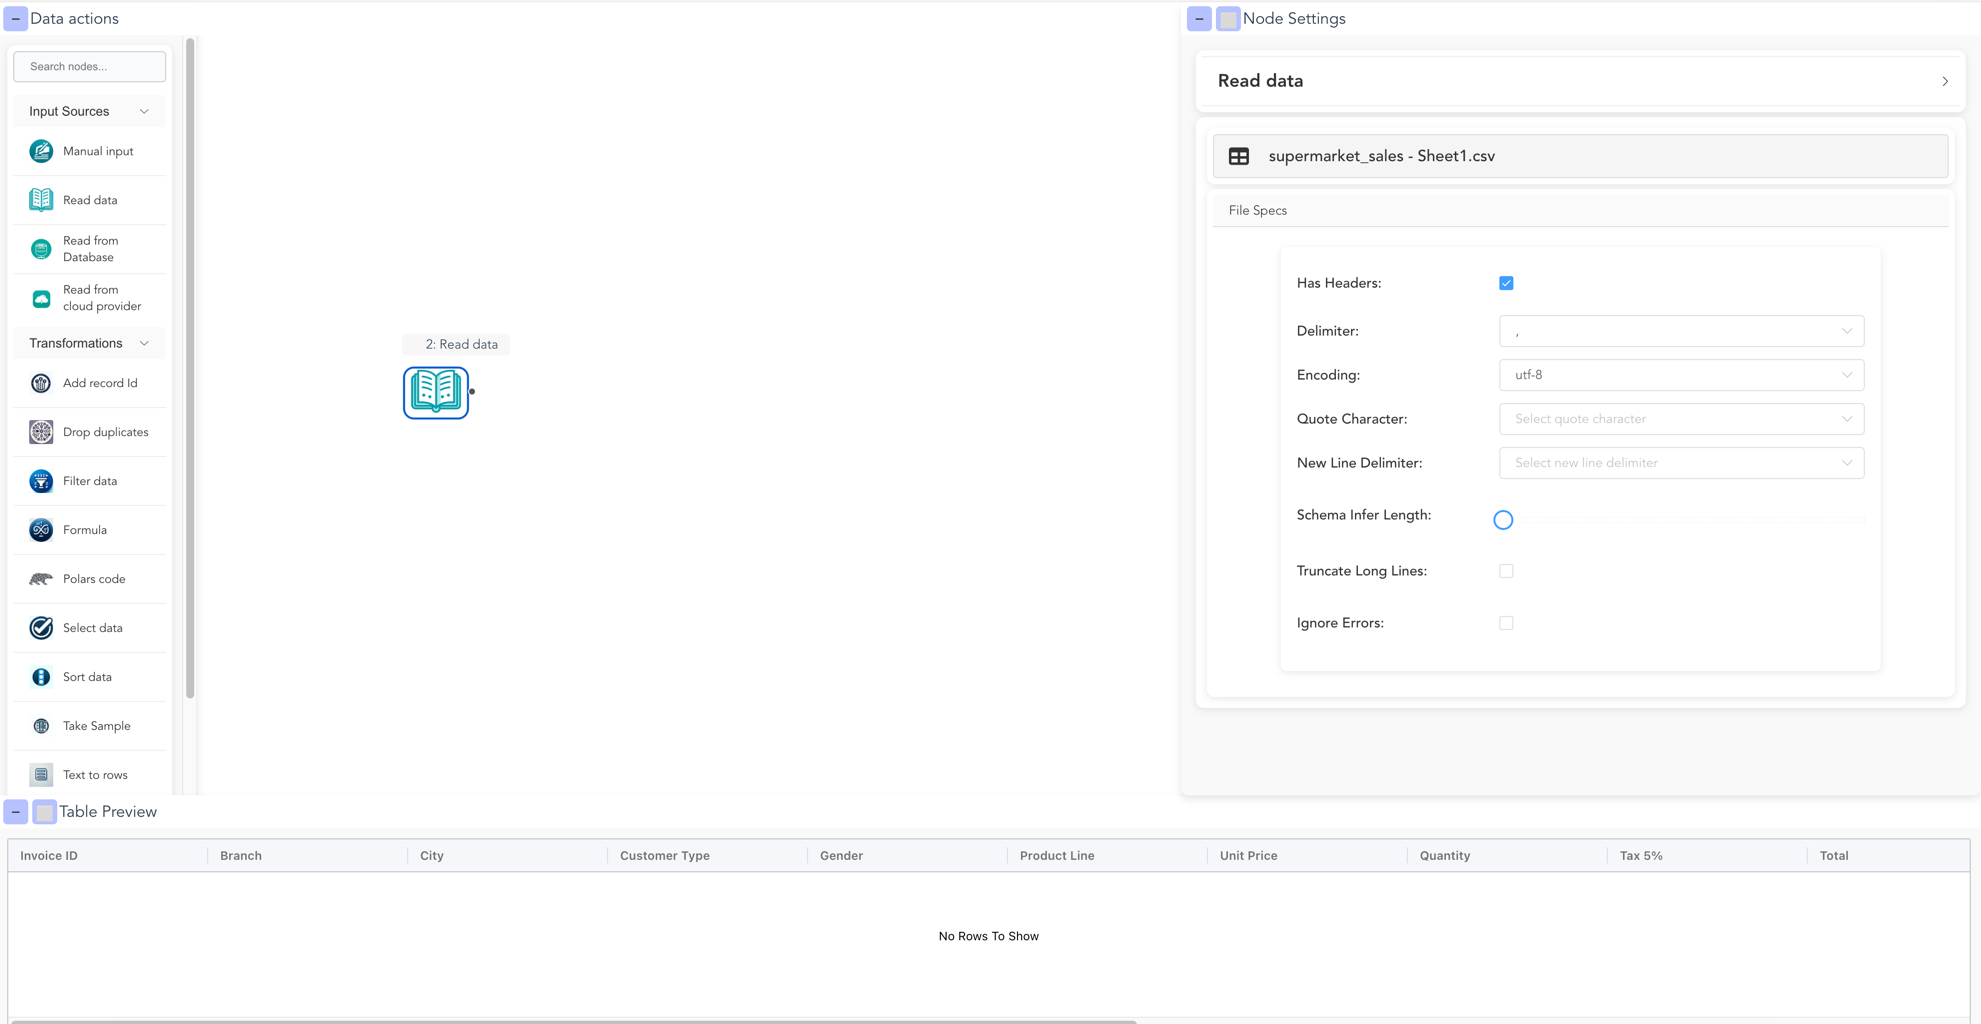 Data actions
Search nodes...
Input Sources
Manual input
Read data
Read from
Database
Read from
cloud provider
Transformations
Add record Id
Drop duplicates
Filter data
Formula
Polars code
Select data
Sort data
Take Sample
Text to rows
2: Read data
Node Settings
Read data
supermarket_sales - Sheet1.csv
File Specs
Has Headers:
Delimiter: ,
Encoding: utf-8
Quote Character: Select quote character
New Line Delimiter: Select new line delimiter
Schema Infer Length:
Truncate Long Lines:
Ignore Errors:
Table Preview
Invoice ID Branch City Customer Type Gender Product Line Unit Price Quantity Tax 5% Total
No Rows To Show